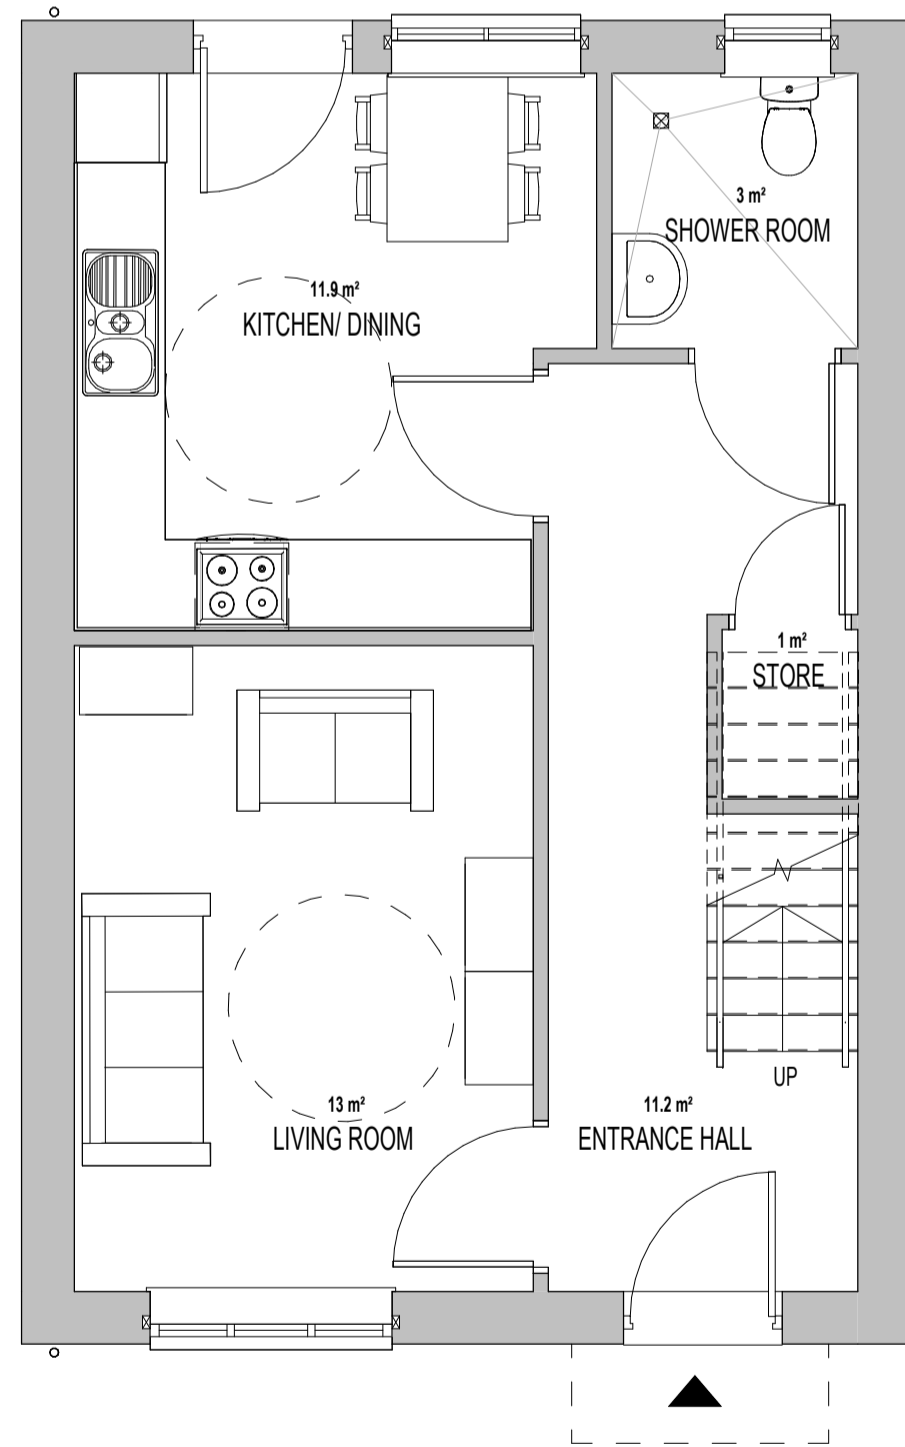 3 m²
SHOWER ROOM
11.9 m²
KITCHEN/ DINING
1 m²
STORE
UP
13 m²
LIVING ROOM
11.2 m²
ENTRANCE HALL